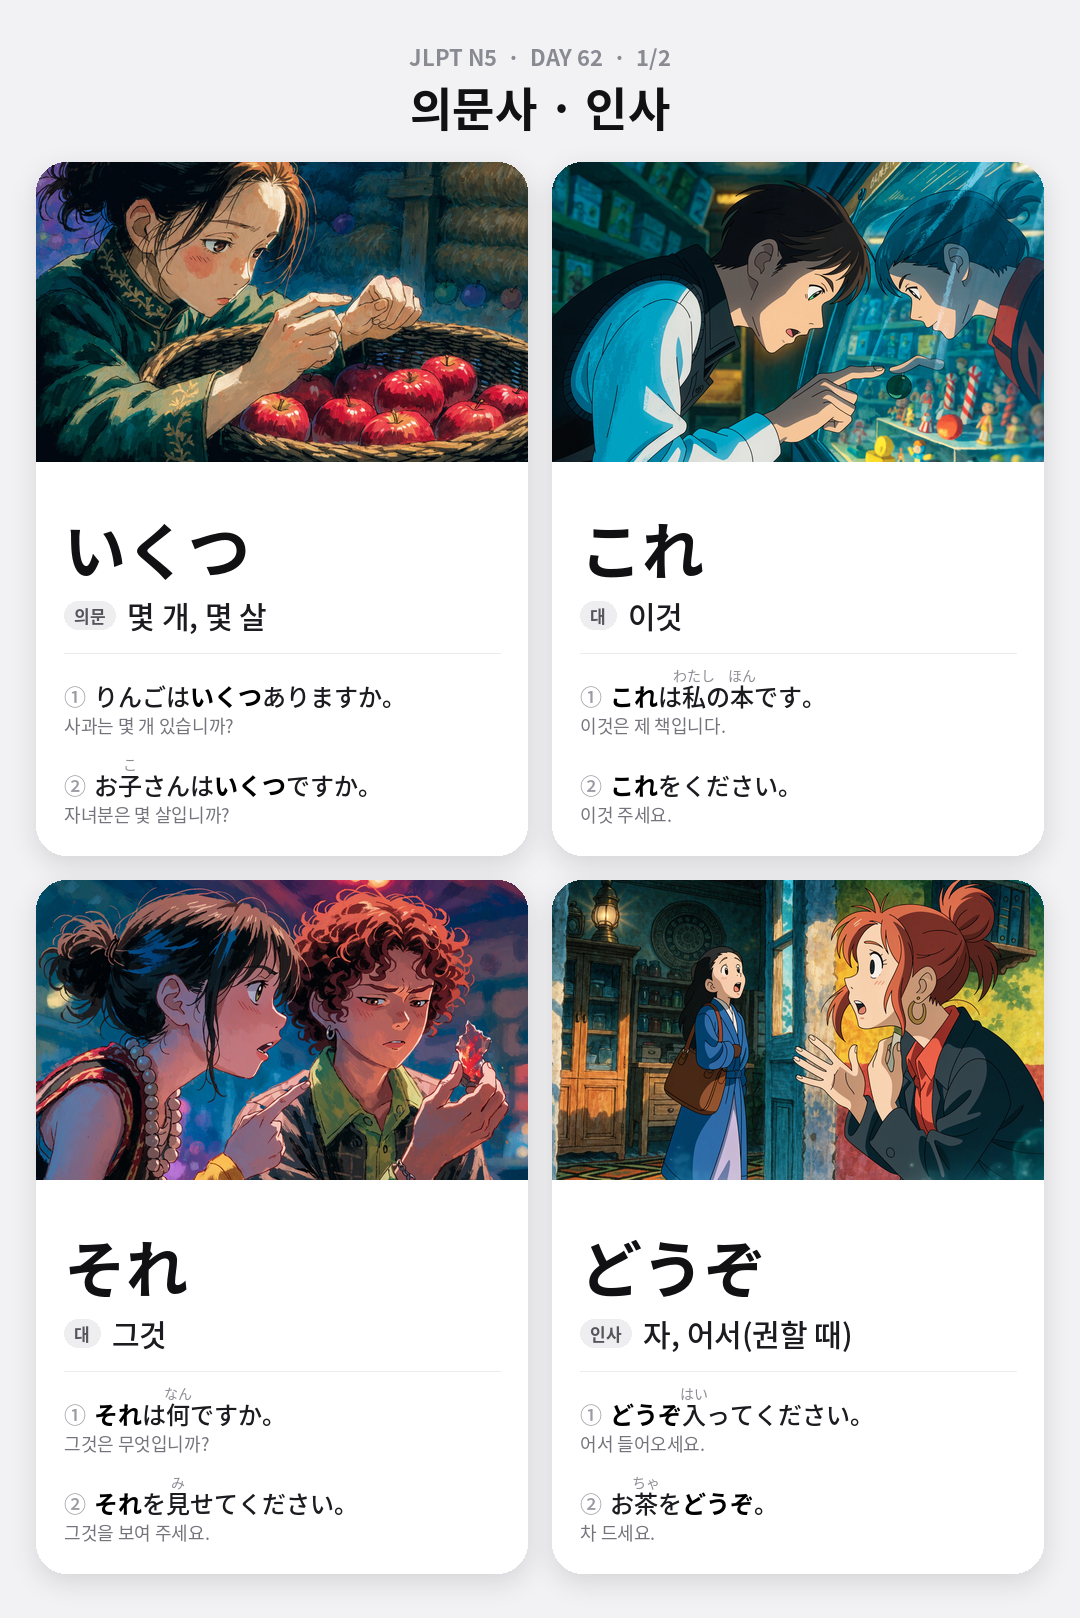 JLPT N5 · DAY 62 · 1/2
의문사 · 인사
いくつ
의문 몇 개, 몇 살
① りんごはいくつありますか。
사과는 몇 개 있습니까?
こ
② お子さんはいくつですか。
자녀분은 몇 살입니까?
これ
대 이것
わたし ほん
① これは私の本です。
이것은 제 책입니다.
② これをください。
이것 주세요.
それ
대 그것
なん
① それは何ですか。
그것은 무엇입니까?
み
② それを見せてください。
그것을 보여 주세요.
どうぞ
인사 자, 어서(권할 때)
はい
① どうぞ入ってください。
어서 들어오세요.
ちゃ
② お茶をどうぞ。
차 드세요.